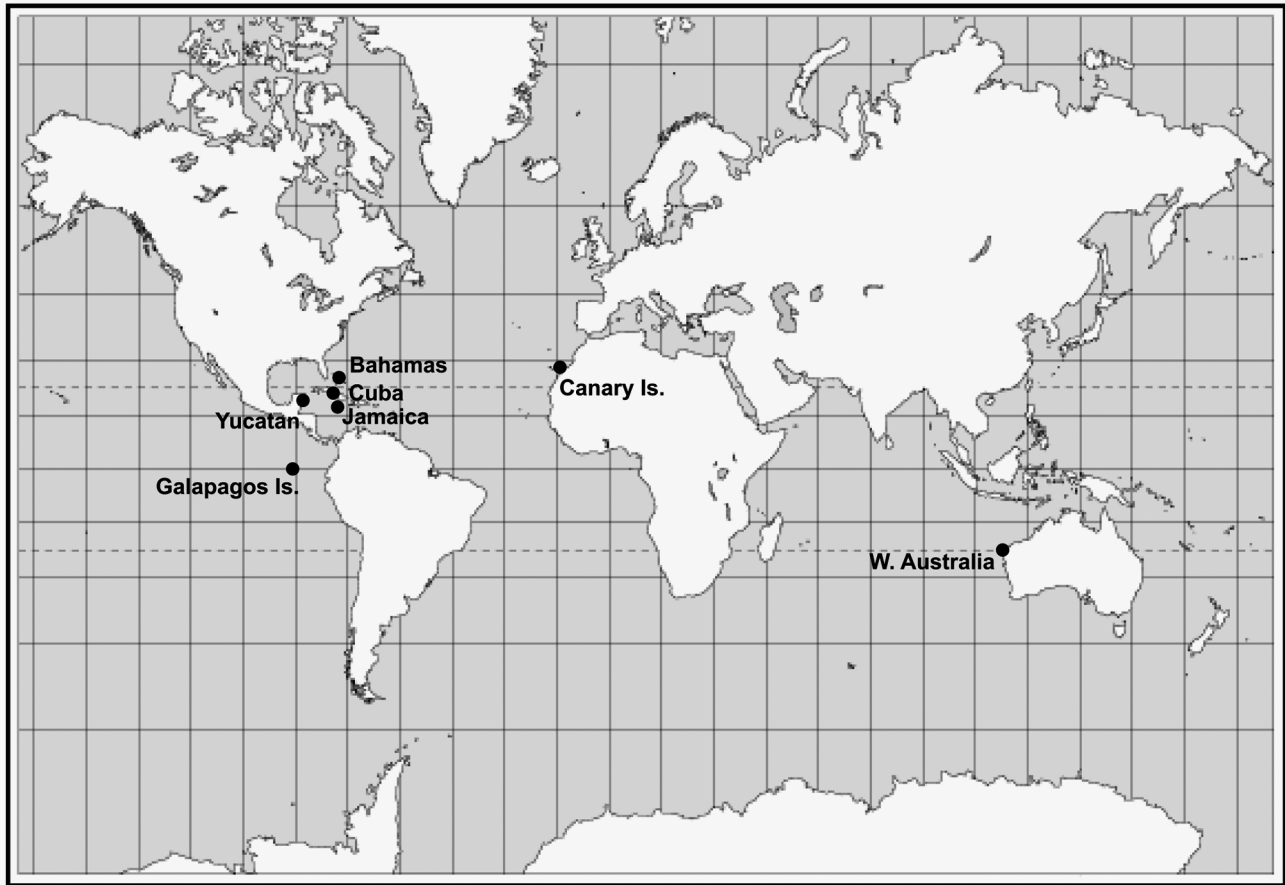 Bahamas
Canary Is.
Cuba
Jamaica
Yucatan
Galapagos Is.
W. Australia